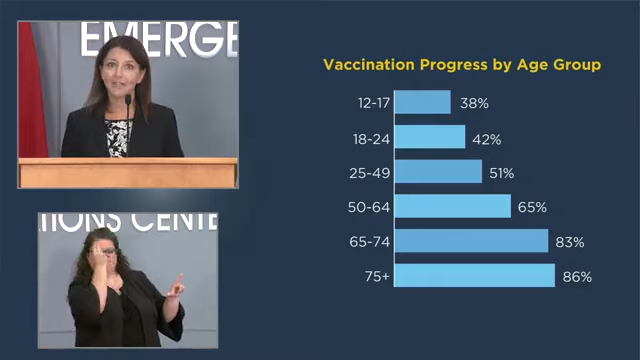 EMERGE
ATIONS CENTE
Vaccination Progress by Age Group
12-17 38%
18-24 42%
25-49 51%
50-64 65%
65-74 83%
75+ 86%